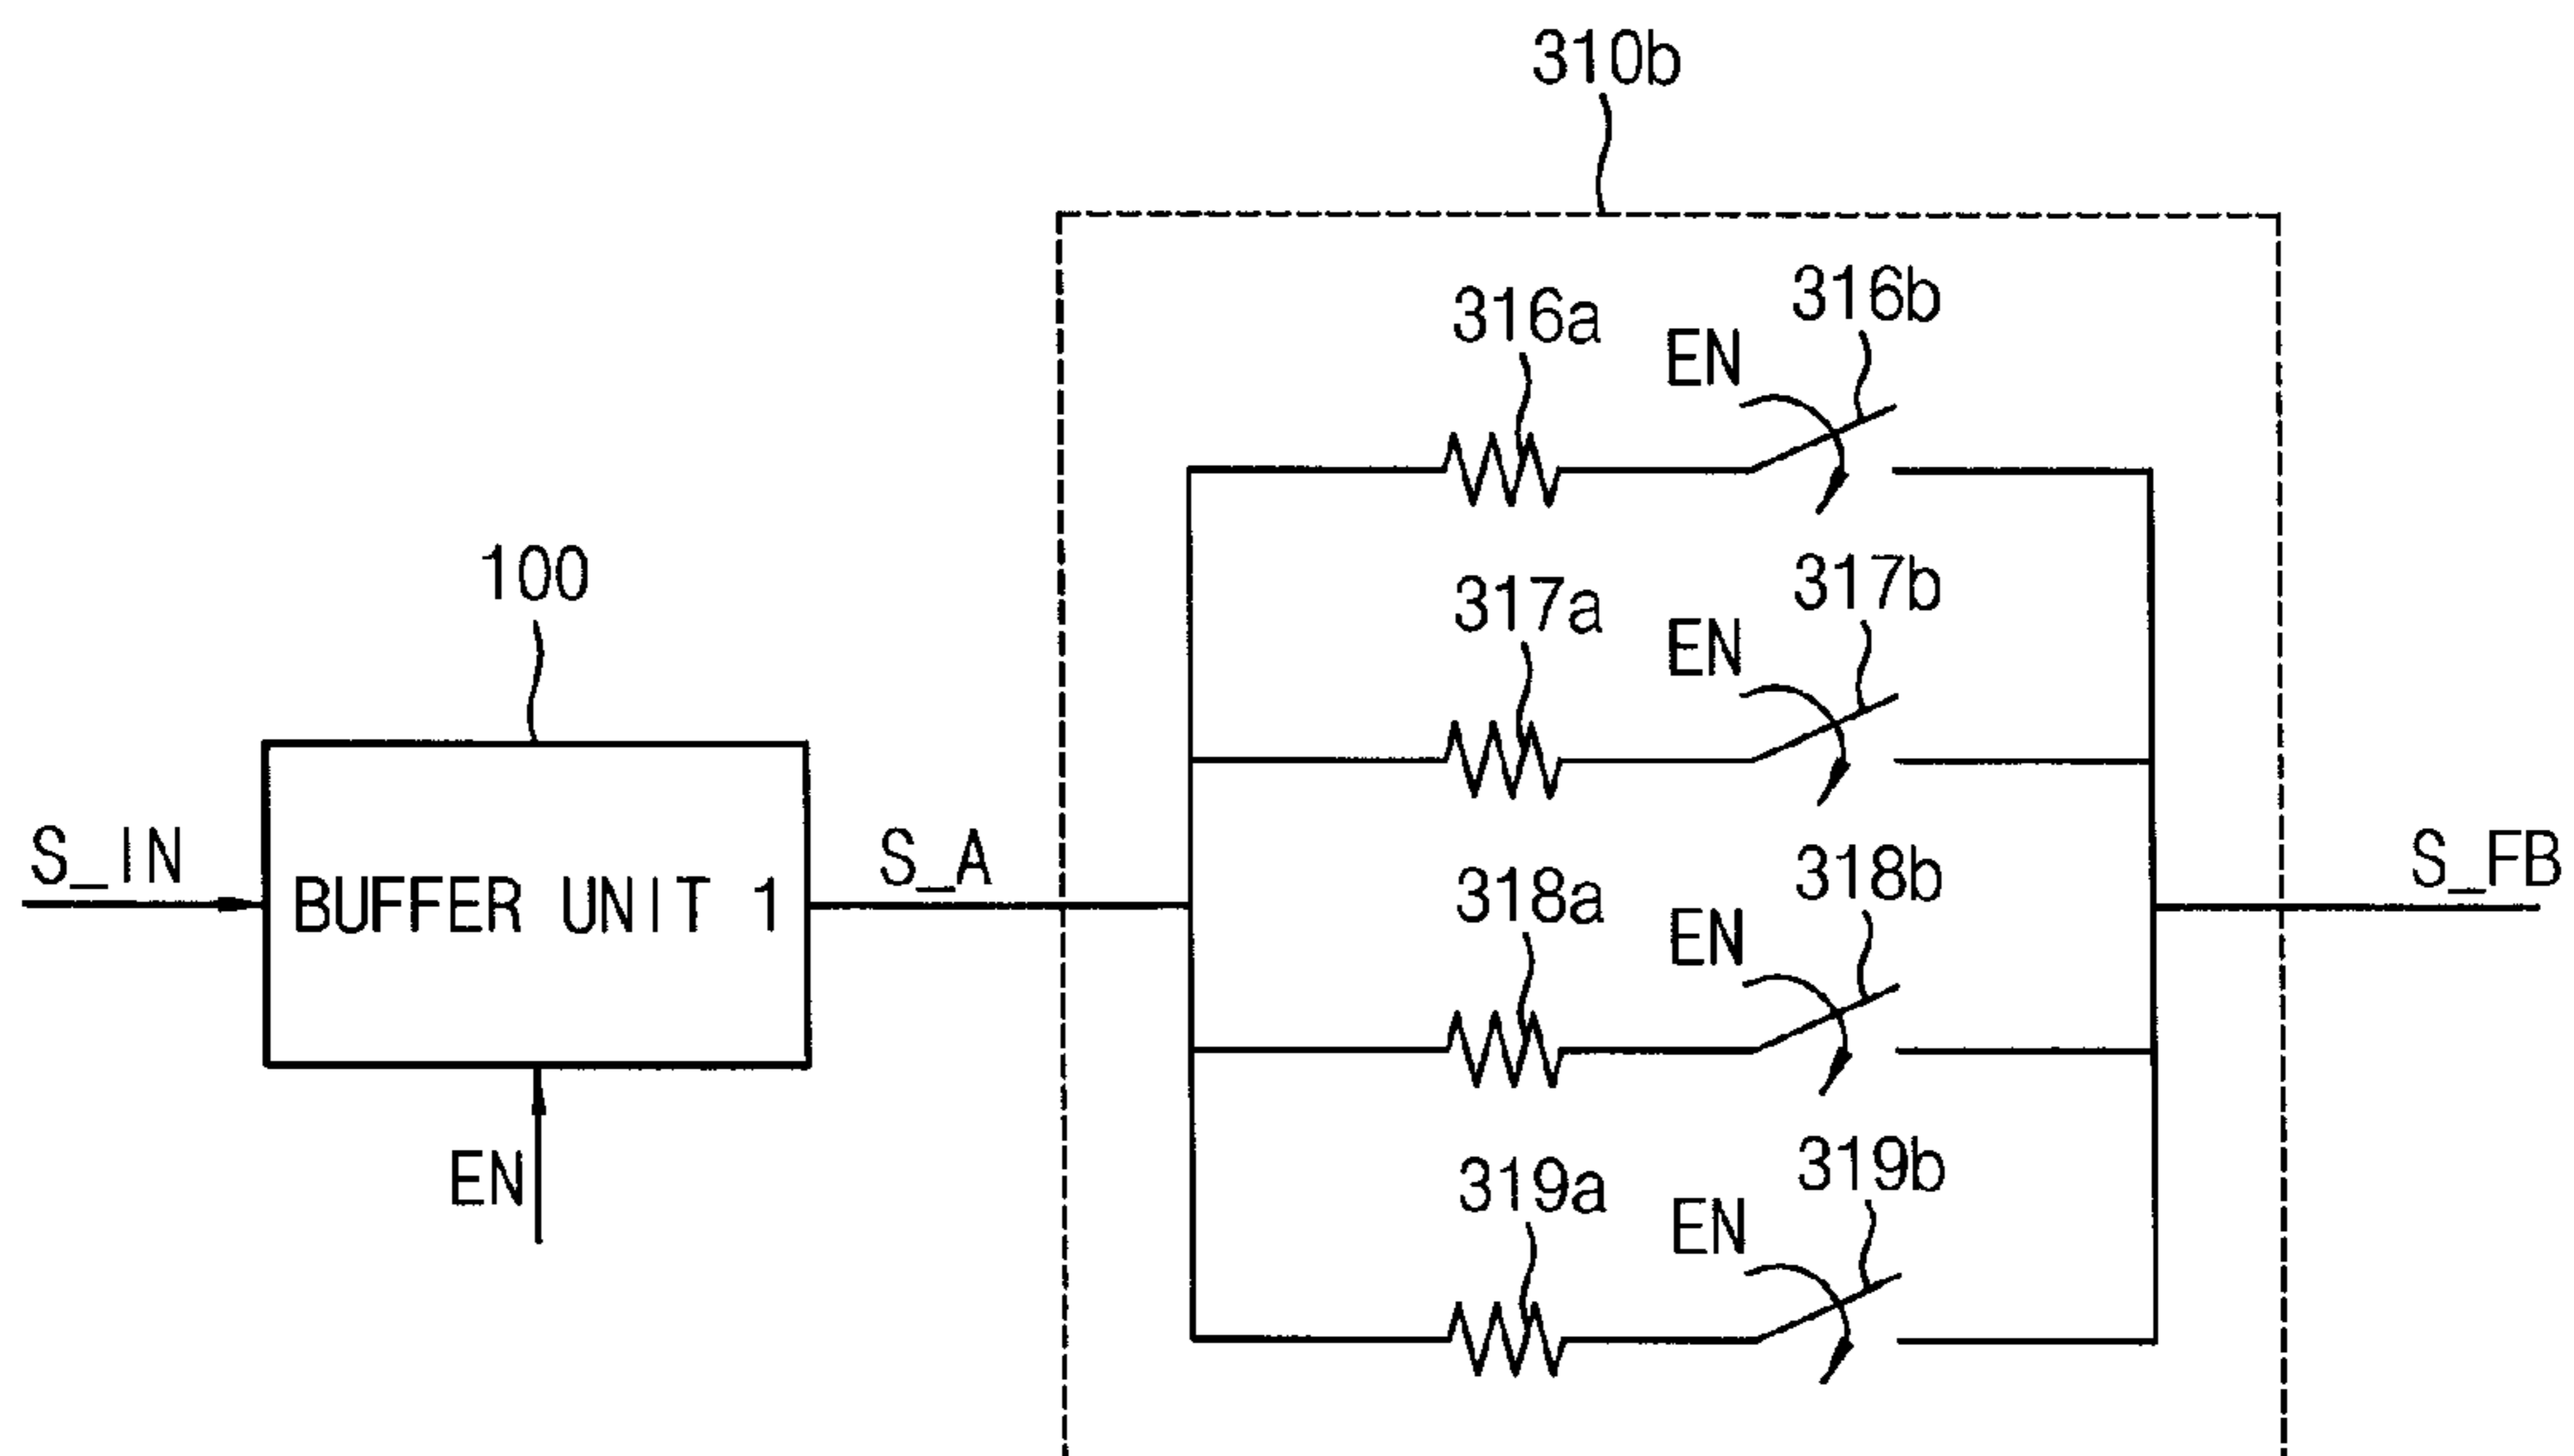 310b
316a
EN
316b
317a
EN
317b
100
S_IN
BUFFER UNIT 1
S_A
318a
EN
318b
S_FB
EN
319a
EN
319b